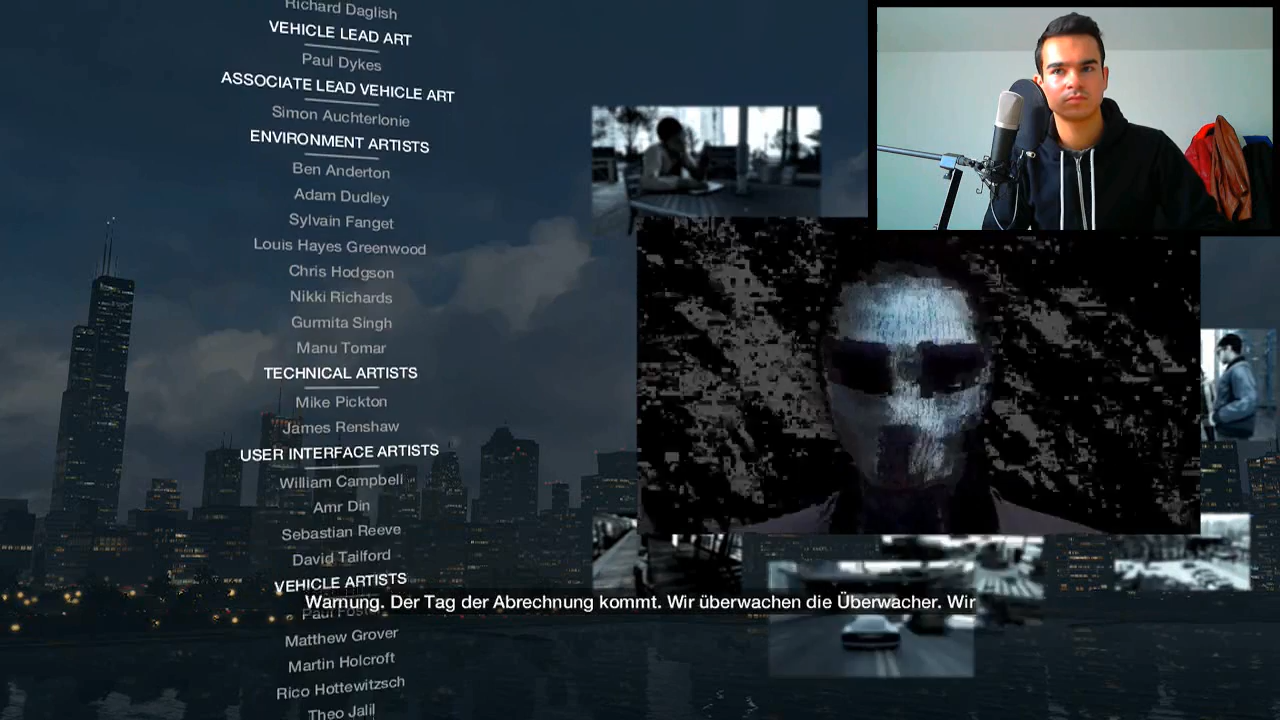 Richard Daglish
VEHICLE LEAD ART
Paul Dykes
ASSOCIATE LEAD VEHICLE ART
Simon Auchterlonie
ENVIRONMENT ARTISTS
Ben Anderton
Adam Dudley
Sylvain Fanget
Louis Hayes Greenwood
Chris Hodgson
Nikki Richards
Gurmita Singh
Manu Tomar
TECHNICAL ARTISTS
Mike Pickton
James Renshaw
USER INTERFACE ARTISTS
William Campbell
Amr Din
Sebastian Reeve
David Tailford
VEHICLE ARTISTS
Warnung. Der Tag der Abrechnung kommt. Wir überwachen die Überwacher. Wir
Paul
Matthew Grover
Martin Holcroft
Rico Hottewitzsch
Theo Jalil